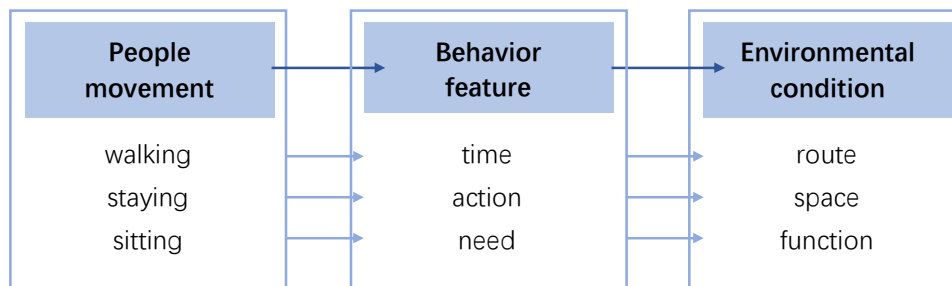 People
movement
walking
staying
sitting
Behavior
feature
time
action
need
Environmental
condition
route
space
function